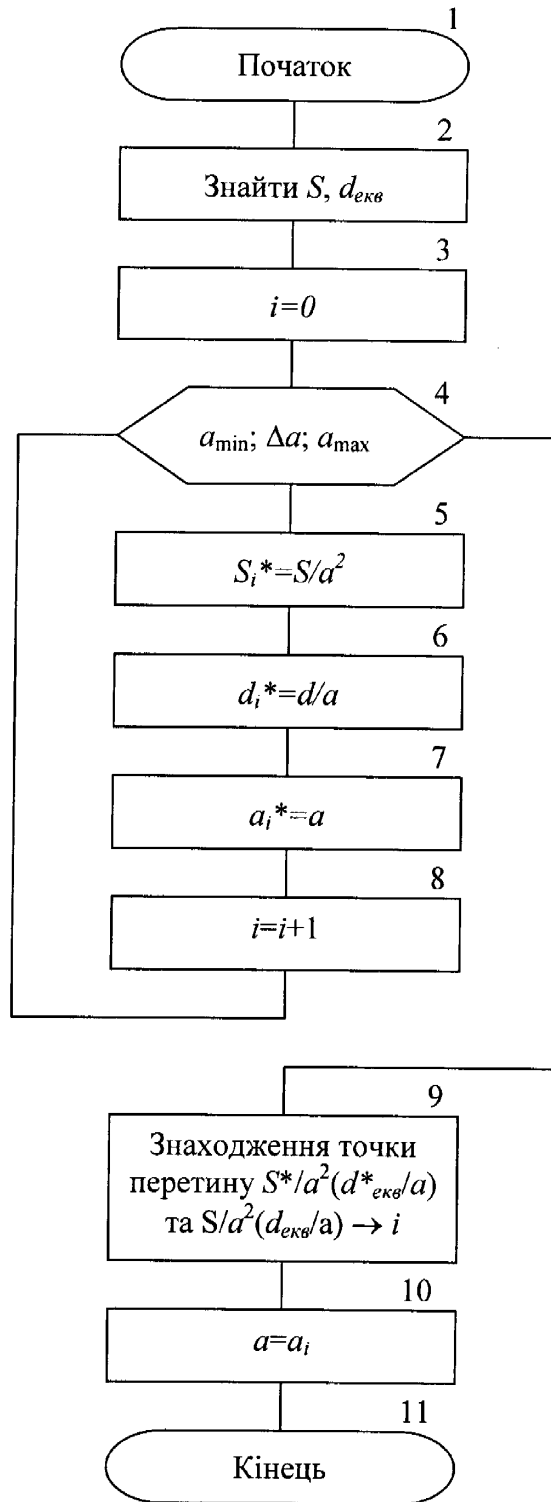 1
Початок
2
Знайти S, dекв
3
i=0
4
amin; Δa; amax
5
Si*=S/a²
6
di*=d/a
7
ai*=a
8
i=i+1
9
Знаходження точки
перетину S*/a²(d*екв/a)
та S/a²(dекв/a) → i
10
a=ai
11
Кінець